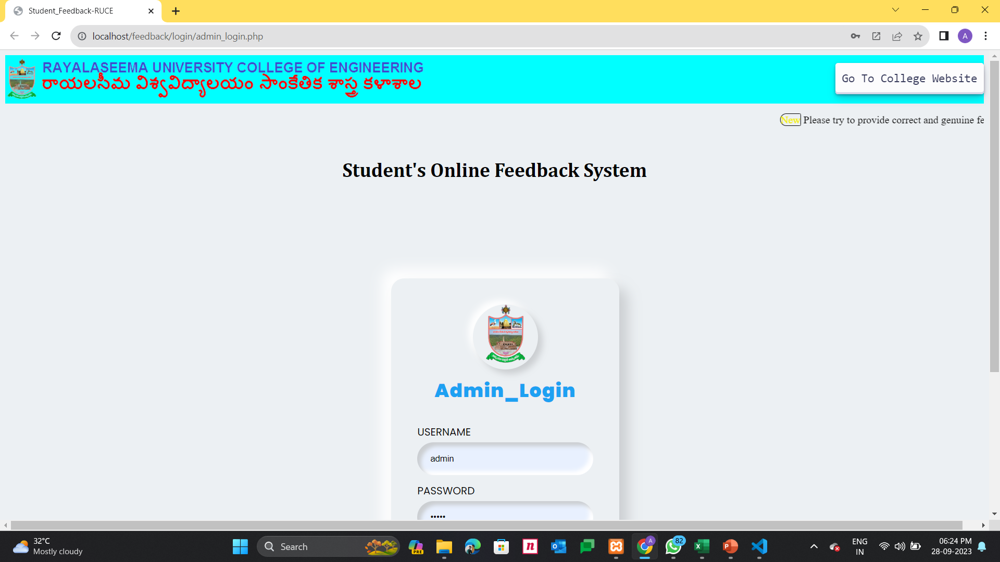 Student_Feedback-RUCE
localhost/feedback/login/admin_login.php
A
RAYALASEEMA UNIVERSITY COLLEGE OF ENGINEERING
రాయలసీమ విశ్వవిద్యాలయం సాంకేతిక శాస్త్ర కళాశాల
Go To College Website
New Please try to provide correct and genuine fe
Student's Online Feedback System
Admin_Login
USERNAME
admin
PASSWORD
•••••
32°C
Mostly cloudy
Search
PRE
A
82
ENG
IN
06:24 PM
28-09-2023